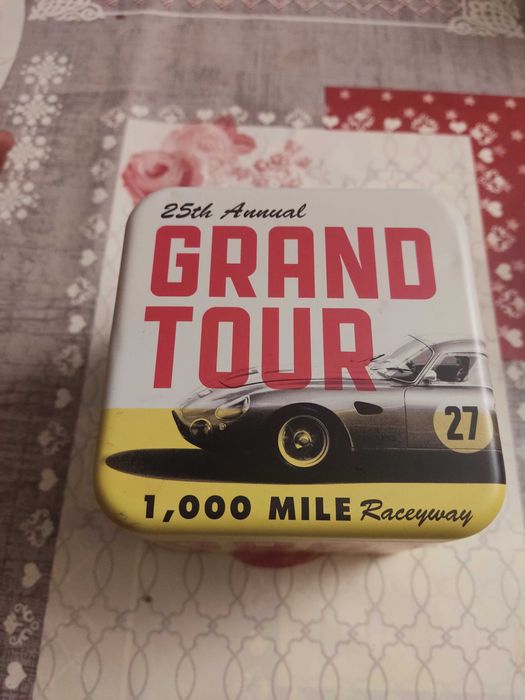 25th Annual
GRAND
TOUR
27
1,000 MILE Raceyway